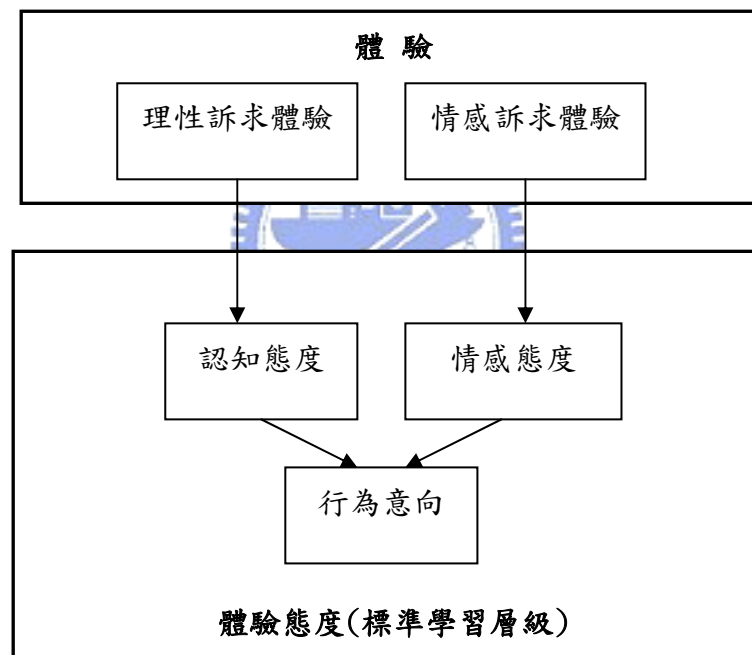 體 驗
理性訴求體驗
情感訴求體驗
認知態度
情感態度
行為意向
體驗態度(標準學習層級)